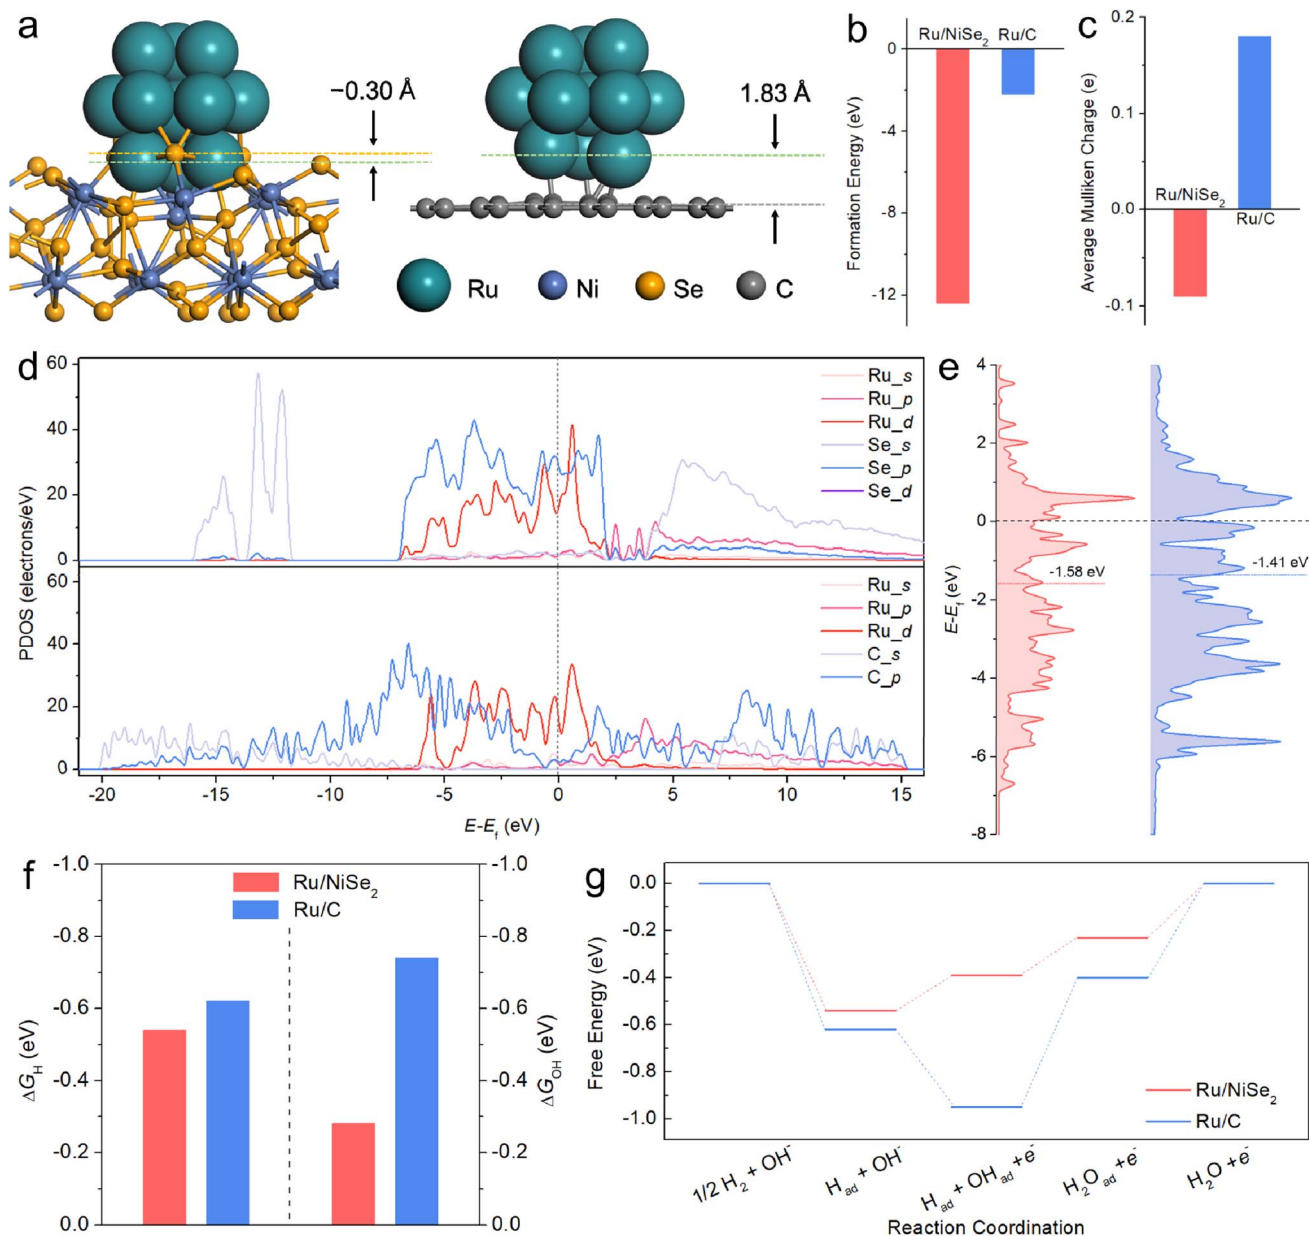 a
−0.30 Å
1.83 Å
Ru
Ni
Se
C
b
Ru/NiSe₂
Ru/C
0
-4
-8
-12
Formation Energy (eV)
c
0.2
0.1
0.0
-0.1
Ru/NiSe₂
Ru/C
Average Mulliken Charge (e)
d
60
40
20
0
Ru_s
Ru_p
Ru_d
Se_s
Se_p
Se_d
60
40
20
0
Ru_s
Ru_p
Ru_d
C_s
C_p
PDOS (electrons/eV)
-20 -15 -10 -5 0 5 10 15
E-Ef (eV)
e
4
2
0
-2
-4
-6
-8
E-Ef (eV)
-1.58 eV
-1.41 eV
f
-1.0
-0.8
-0.6
-0.4
-0.2
0.0
ΔG_H (eV)
Ru/NiSe₂
Ru/C
-1.0
-0.8
-0.6
-0.4
-0.2
0.0
ΔG_OH (eV)
g
0.0
-0.2
-0.4
-0.6
-0.8
-1.0
Free Energy (eV)
Ru/NiSe₂
Ru/C
1/2 H₂ + OH⁻
H_ad + OH⁻
H_ad + OH_ad +e⁻
H₂O_ad +e⁻
H₂O +e⁻
Reaction Coordination